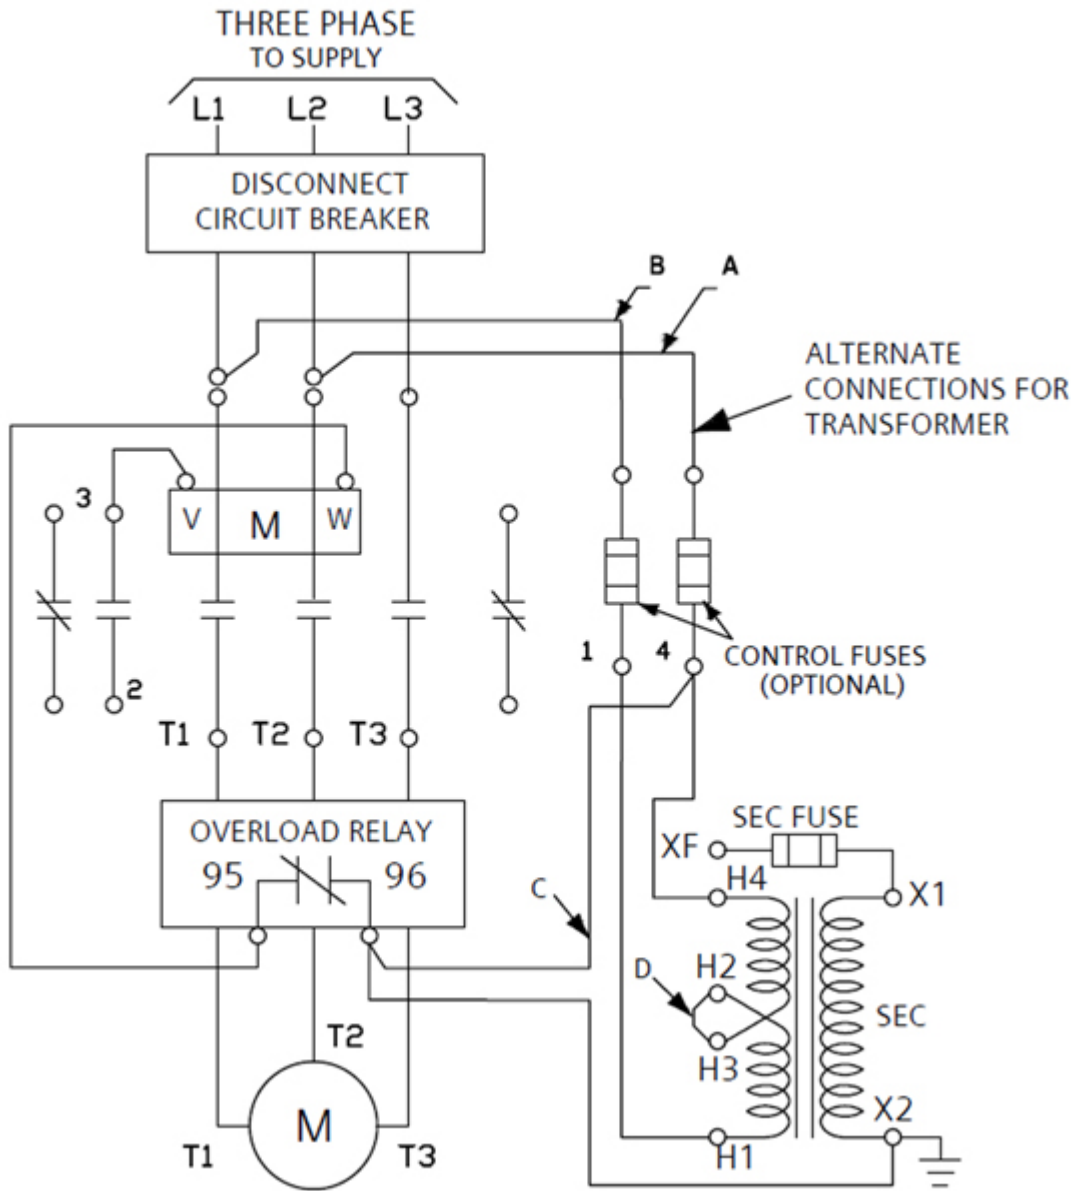 THREE PHASE
TO SUPPLY
L1 L2 L3
DISCONNECT
CIRCUIT BREAKER
B A
ALTERNATE
CONNECTIONS FOR
TRANSFORMER
3
V M W
1 4
CONTROL FUSES
(OPTIONAL)
2
T1 T2 T3
OVERLOAD RELAY
95 96
SEC FUSE
XF
H4 X1
C
D H2
SEC
H3
T2
M
T1 T3
X2
H1